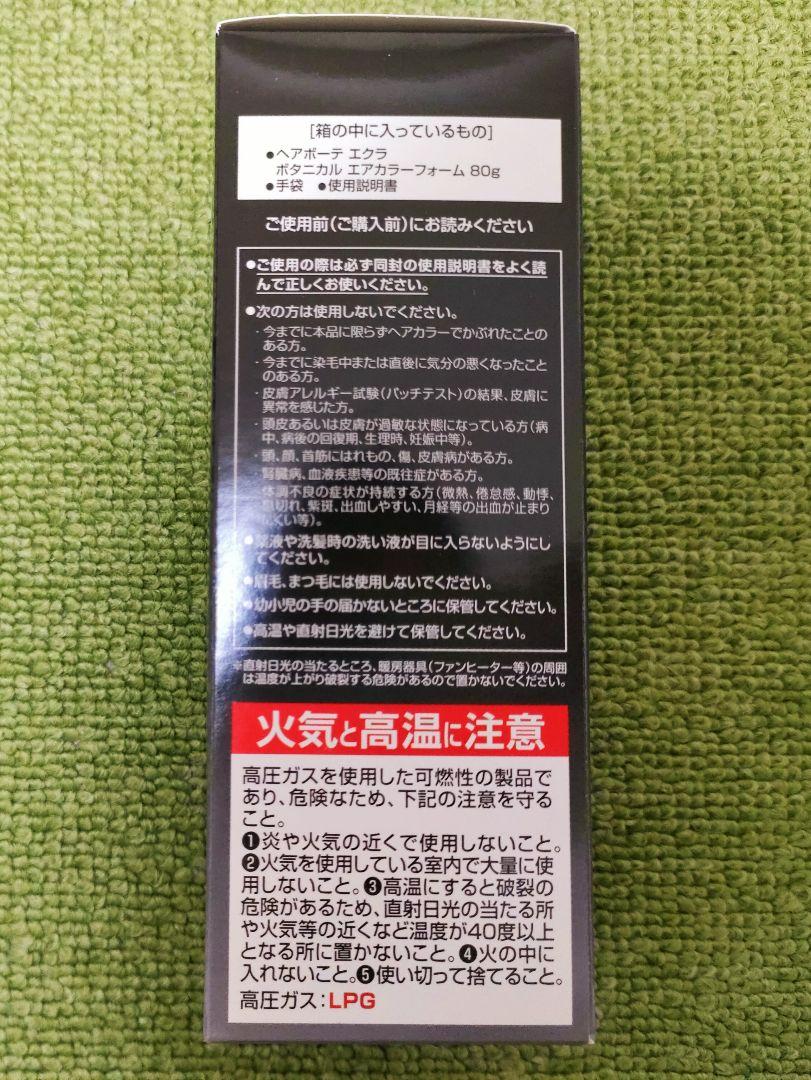 [箱の中に入っているもの]
●ヘアボーテ エクラ
ボタニカル エアカラーフォーム 80g
●手袋 ●使用説明書
ご使用前(ご購入前)にお読みください
●ご使用の際は必ず同封の使用説明書をよく読
んで正しくお使いください。
●次の方は使用しないでください。
・今までに本品に限らずヘアカラーでかぶれたことの
ある方。
・今までに染毛中または直後に気分の悪くなったこと
のある方。
・皮膚アレルギー試験(パッチテスト)の結果、皮膚に
異常を感じた方。
・頭皮あるいは皮膚が過敏な状態になっている方(病
中、病後の回復期、生理時、妊娠中等)。
・頭、顔、首筋にはれもの、傷、皮膚病がある方。
腎臓病、血液疾患等の既往症がある方。
体調不良の症状が持続する方(微熱、倦怠感、動悸、
息切れ、紫斑、出血しやすい、月経等の出血が止まり
にくい等)。
●薬液や洗髪時の洗い液が目に入らないようにし
てください。
●眉毛、まつ毛には使用しないでください。
●幼小児の手の届かないところに保管してください。
●高温や直射日光を避けて保管してください。
※直射日光の当たるところ、暖房器具(ファンヒーター等)の周囲
は温度が上がり破裂する危険があるので置かないでください。
火気と高温に注意
高圧ガスを使用した可燃性の製品で
あり、危険なため、下記の注意を守る
こと。
❶炎や火気の近くで使用しないこと。
❷火気を使用している室内で大量に使
用しないこと。❸高温にすると破裂の
危険があるため、直射日光の当たる所
や火気等の近くなど温度が40度以上
となる所に置かないこと。❹火の中に
入れないこと。❺使い切って捨てること。
高圧ガス:LPG